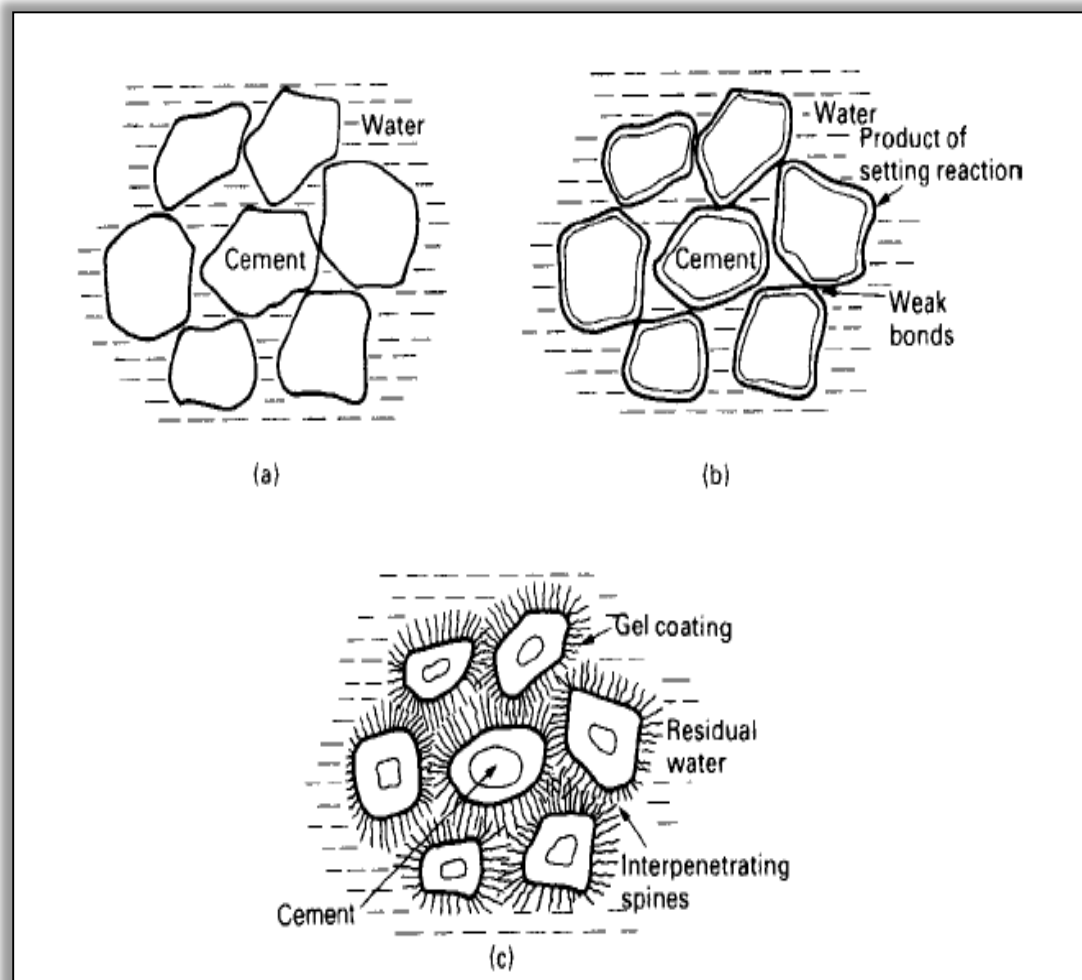 Water
Cement
(a)
Water
Product of
setting reaction
Cement
Weak
bonds
(b)
Gel coating
Residual
water
Interpenetrating
spines
Cement
(c)